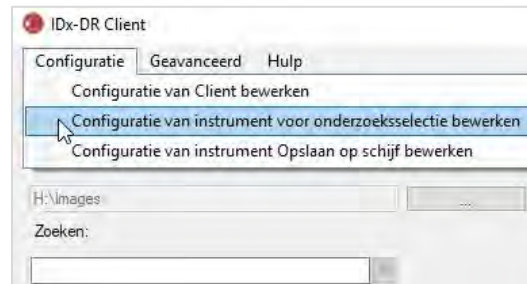 IDx-DR Client
Configuratie Geavanceerd Hulp
Configuratie van Client bewerken
Configuratie van instrument voor onderzoeksselectie bewerken
Configuratie van instrument Opslaan op schijf bewerken
H:\Images ...
Zoeken: